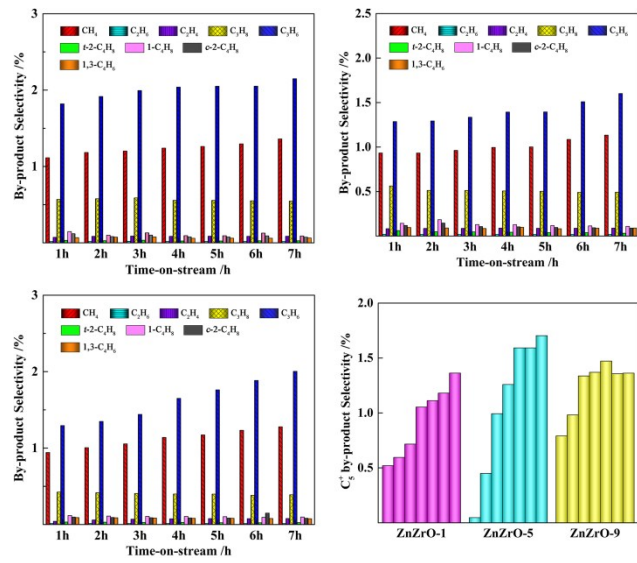 3
2
1
By-product Selectivity /%
CH₄ C₂H₆ C₂H₄ C₃H₈ C₃H₆
t-2-C₄H₈ 1-C₄H₈ c-2-C₄H₈
1,3-C₄H₆
1h 2h 3h 4h 5h 6h 7h
Time-on-stream /h
2.5
2.0
1.5
1.0
0.5
By-product Selectivity /%
CH₄ C₂H₆ C₂H₄ C₃H₈ C₃H₆
t-2-C₄H₈ 1-C₄H₈ c-2-C₄H₈
1,3-C₄H₆
1h 2h 3h 4h 5h 6h 7h
Time-on-stream /h
3
2
1
By-product Selectivity /%
CH₄ C₂H₆ C₂H₄ C₃H₈ C₃H₆
t-2-C₄H₈ 1-C₄H₈ c-2-C₄H₈
1,3-C₄H₆
1h 2h 3h 4h 5h 6h 7h
Time-on-stream /h
2.0
1.5
1.0
0.5
C₅⁺ by-product Selectivity /%
ZnZrO-1 ZnZrO-5 ZnZrO-9